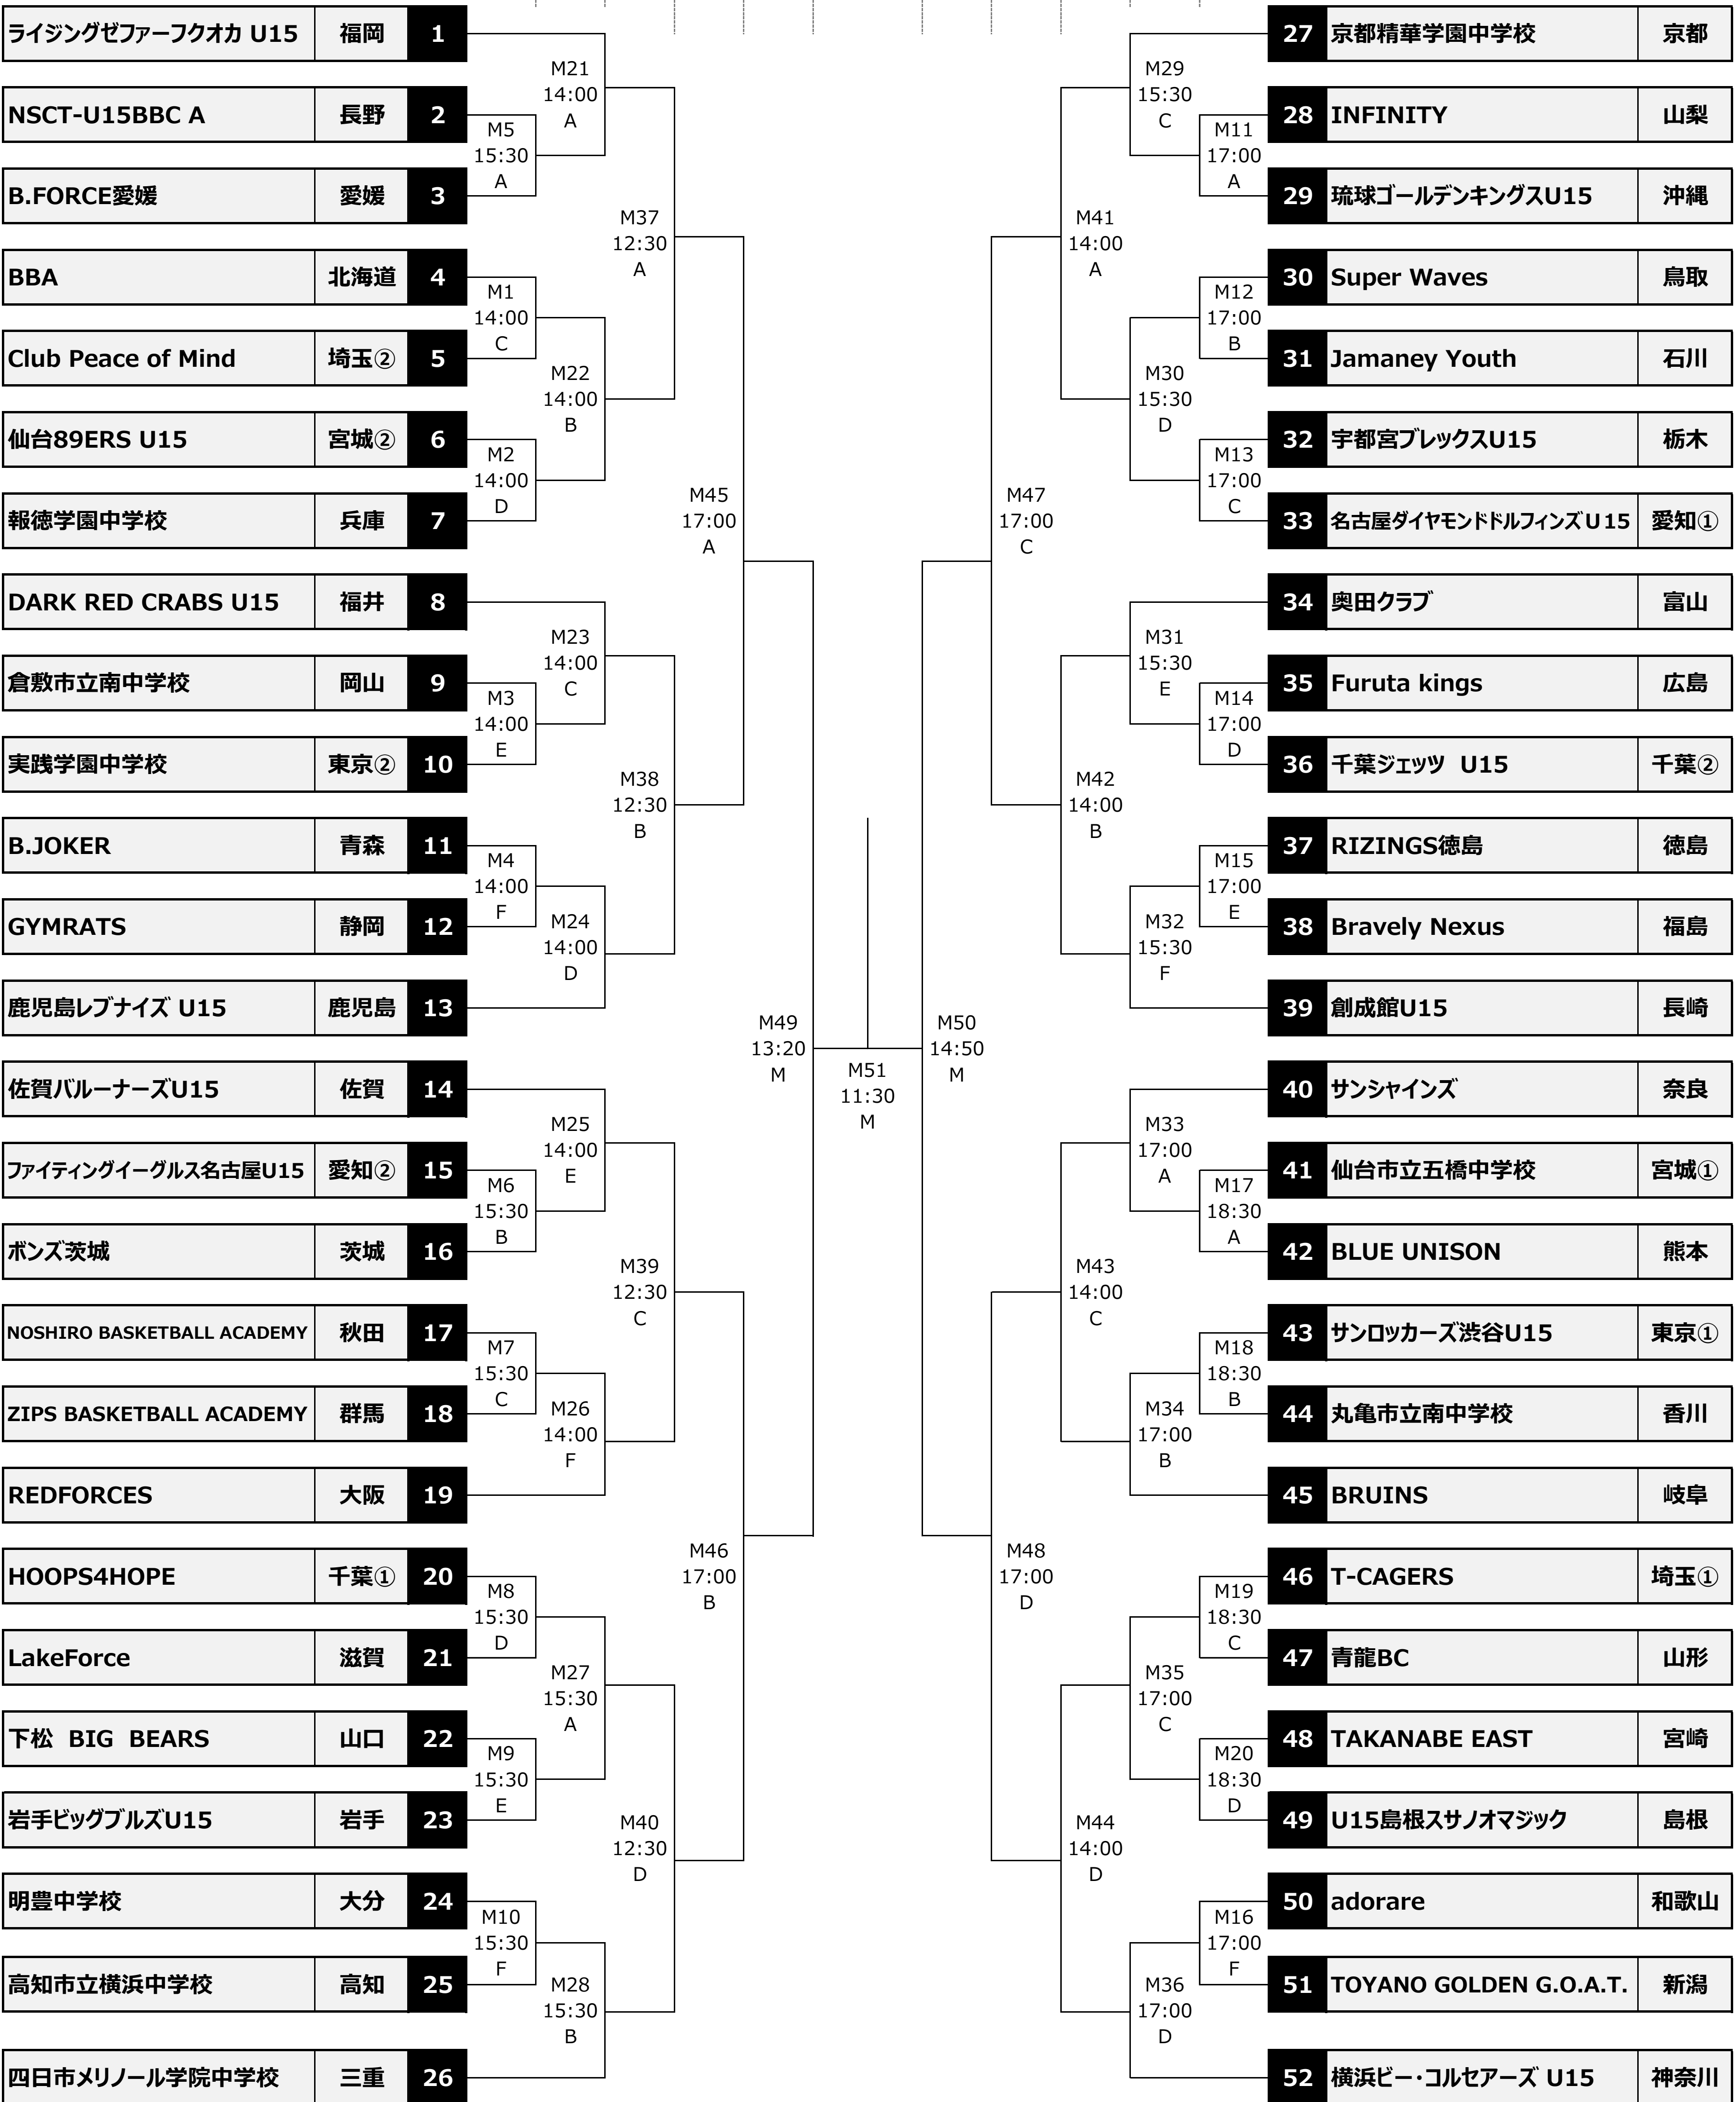 ライジングゼファーフクオカ U15 福岡 1
M21
14:00
A
NSCT-U15BBC A 長野 2
M5
15:30
A
B.FORCE愛媛 愛媛 3
M37
12:30
A
BBA 北海道 4
M1
14:00
C
Club Peace of Mind 埼玉② 5
M22
14:00
B
仙台89ERS U15 宮城② 6
M2
14:00
D
報徳学園中学校 兵庫 7
M45
17:00
A
DARK RED CRABS U15 福井 8
M23
14:00
C
倉敷市立南中学校 岡山 9
M3
14:00
E
実践学園中学校 東京② 10
M38
12:30
B
B.JOKER 青森 11
M4
14:00
F
GYMRATS 静岡 12
M24
14:00
D
鹿児島レブナイズ U15 鹿児島 13
M49
13:20
M
佐賀バルーナーズU15 佐賀 14
M25
14:00
E
ファイティングイーグルス名古屋U15 愛知② 15
M6
15:30
B
ボンズ茨城 茨城 16
M39
12:30
C
NOSHIRO BASKETBALL ACADEMY 秋田 17
M7
15:30
C
ZIPS BASKETBALL ACADEMY 群馬 18
M26
14:00
F
REDFORCES 大阪 19
M46
17:00
B
HOOPS4HOPE 千葉① 20
M8
15:30
D
LakeForce 滋賀 21
M27
15:30
A
下松 BIG BEARS 山口 22
M9
15:30
E
岩手ビッグブルズU15 岩手 23
M40
12:30
D
明豊中学校 大分 24
M10
15:30
F
高知市立横浜中学校 高知 25
M28
15:30
B
四日市メリノール学院中学校 三重 26
M51
11:30
M
27 京都精華学園中学校 京都
M29
15:30
C
28 INFINITY 山梨
M11
17:00
A
29 琉球ゴールデンキングスU15 沖縄
M41
14:00
A
30 Super Waves 鳥取
M12
17:00
B
31 Jamaney Youth 石川
M30
15:30
D
32 宇都宮ブレックスU15 栃木
M13
17:00
C
33 名古屋ダイヤモンドドルフィンズU15 愛知①
M47
17:00
C
34 奥田クラブ 富山
M31
15:30
E
35 Furuta kings 広島
M14
17:00
D
36 千葉ジェッツ U15 千葉②
M42
14:00
B
37 RIZINGS徳島 徳島
M15
17:00
E
38 Bravely Nexus 福島
M32
15:30
F
39 創成館U15 長崎
M50
14:50
M
40 サンシャインズ 奈良
M33
17:00
A
41 仙台市立五橋中学校 宮城①
M17
18:30
A
42 BLUE UNISON 熊本
M43
14:00
C
43 サンロッカーズ渋谷U15 東京①
M18
18:30
B
44 丸亀市立南中学校 香川
M34
17:00
B
45 BRUINS 岐阜
M48
17:00
D
46 T-CAGERS 埼玉①
M19
18:30
C
47 青龍BC 山形
M35
17:00
C
48 TAKANABE EAST 宮崎
M20
18:30
D
49 U15島根スサノオマジック 島根
M44
14:00
D
50 adorare 和歌山
M16
17:00
F
51 TOYANO GOLDEN G.O.A.T. 新潟
M36
17:00
D
52 横浜ビー・コルセアーズ U15 神奈川